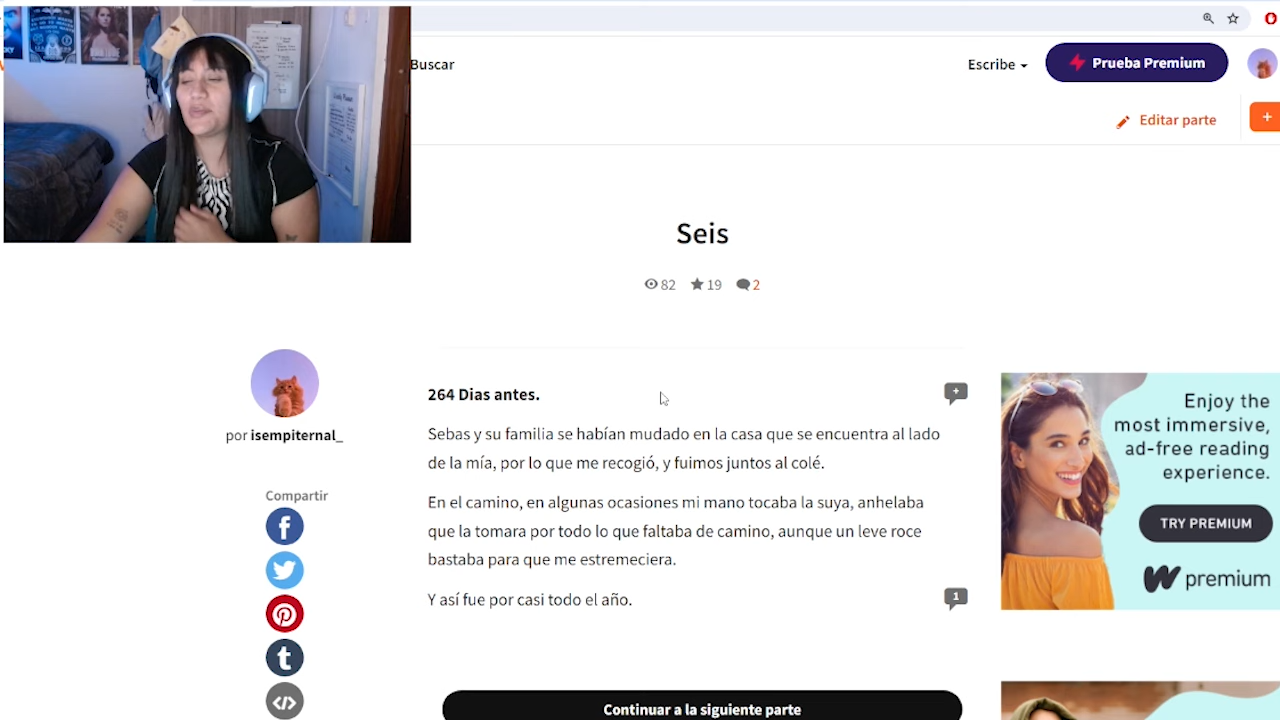 Buscar
Escribe
Prueba Premium
Editar parte
+
Seis
82
19
2
por isempiternal_
Compartir
264 Dias antes.
+
Sebas y su familia se habían mudado en la casa que se encuentra al lado
de la mía, por lo que me recogió, y fuimos juntos al colé.
En el camino, en algunas ocasiones mi mano tocaba la suya, anhelaba
que la tomara por todo lo que faltaba de camino, aunque un leve roce
bastaba para que me estremeciera.
Y así fue por casi todo el año.
1
Continuar a la siguiente parte
Enjoy the
most immersive,
ad-free reading
experience.
TRY PREMIUM
premium